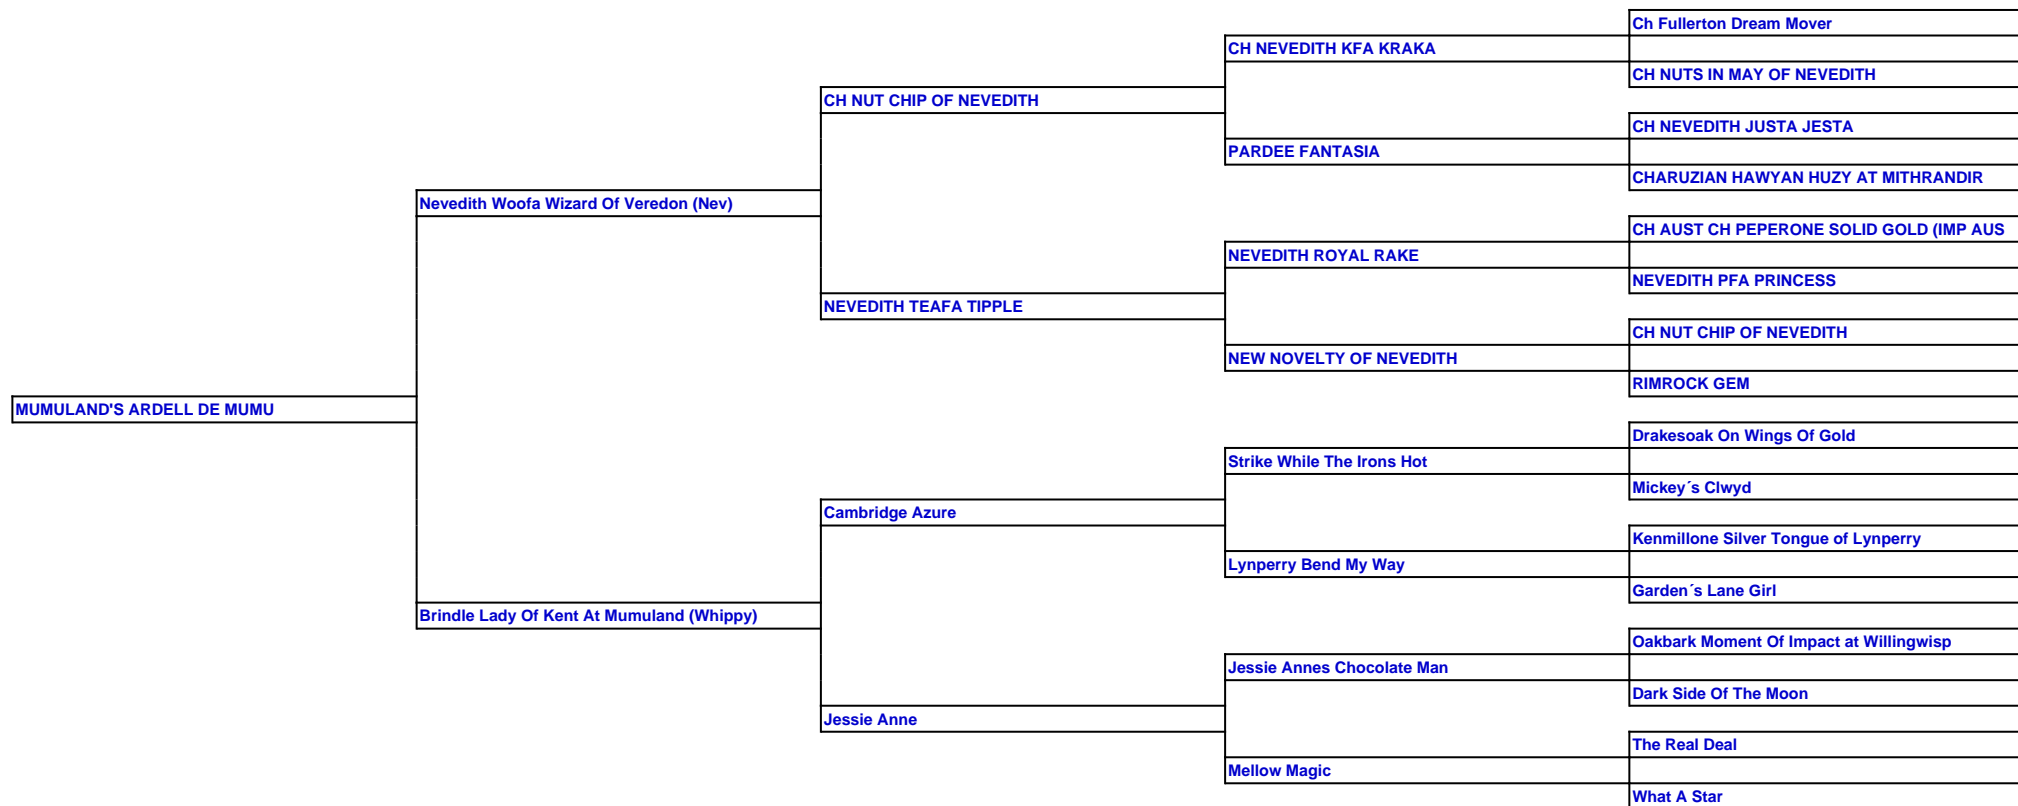 Ch Fullerton Dream Mover
CH NEVEDITH KFA KRAKA
CH NUTS IN MAY OF NEVEDITH
CH NUT CHIP OF NEVEDITH
CH NEVEDITH JUSTA JESTA
PARDEE FANTASIA
CHARUZIAN HAWYAN HUZY AT MITHRANDIR
Nevedith Woofa Wizard Of Veredon (Nev)
CH AUST CH PEPERONE SOLID GOLD (IMP AUS
NEVEDITH ROYAL RAKE
NEVEDITH PFA PRINCESS
NEVEDITH TEAFA TIPPLE
CH NUT CHIP OF NEVEDITH
NEW NOVELTY OF NEVEDITH
RIMROCK GEM
MUMULAND'S ARDELL DE MUMU
Drakesoak On Wings Of Gold
Strike While The Irons Hot
Mickey´s Clwyd
Cambridge Azure
Kenmillone Silver Tongue of Lynperry
Lynperry Bend My Way
Garden´s Lane Girl
Brindle Lady Of Kent At Mumuland (Whippy)
Oakbark Moment Of Impact at Willingwisp
Jessie Annes Chocolate Man
Dark Side Of The Moon
Jessie Anne
The Real Deal
Mellow Magic
What A Star